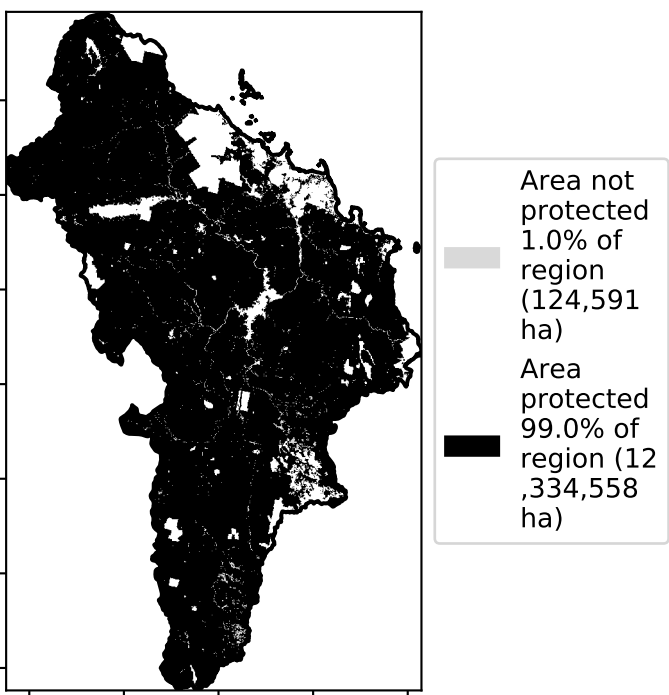 Area not
protected
1.0% of
region
(124,591
ha)
Area
protected
99.0% of
region (12
,334,558
ha)